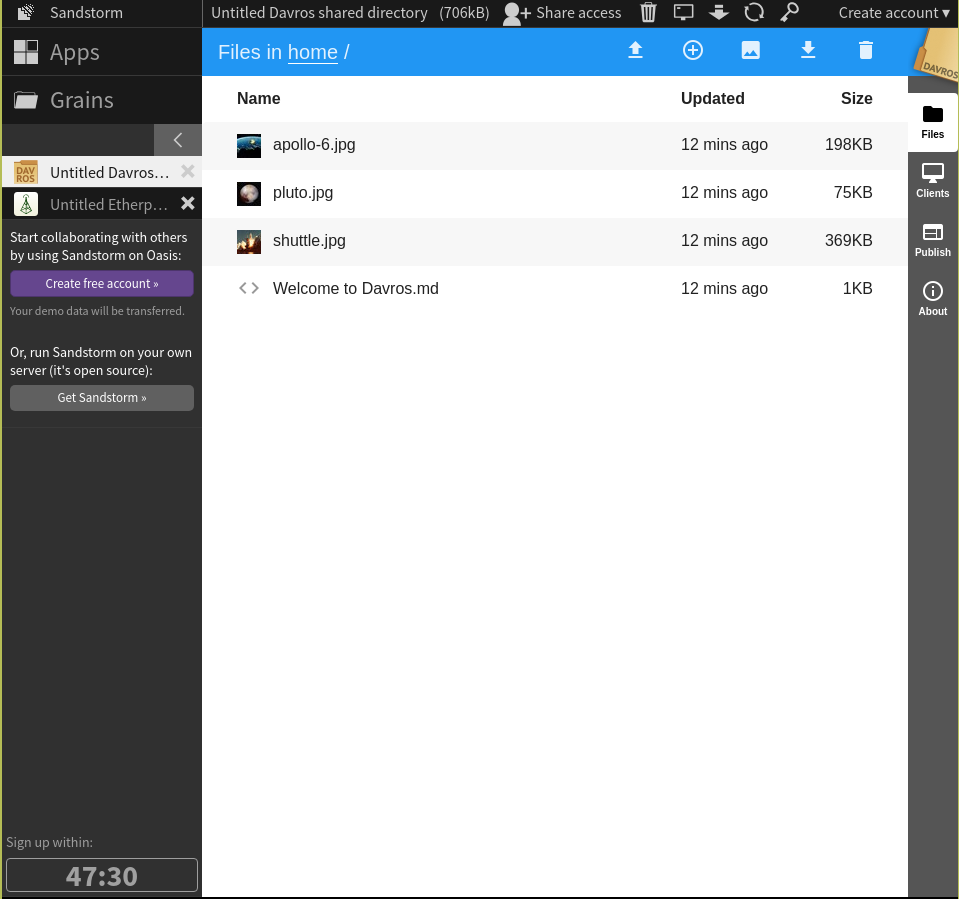 Sandstorm
Untitled Davros shared directory (706kB) Share access Create account ▾
Apps
Grains
Untitled Davros…
Untitled Etherp…
Start collaborating with others
by using Sandstorm on Oasis:
Create free account »
Your demo data will be transferred.
Or, run Sandstorm on your own
server (it's open source):
Get Sandstorm »
Sign up within:
47:30
Files in home /
Name Updated Size
apollo-6.jpg 12 mins ago 198KB
pluto.jpg 12 mins ago 75KB
shuttle.jpg 12 mins ago 369KB
Welcome to Davros.md 12 mins ago 1KB
DAVROS
Files
Clients
Publish
About
DAV
ROS